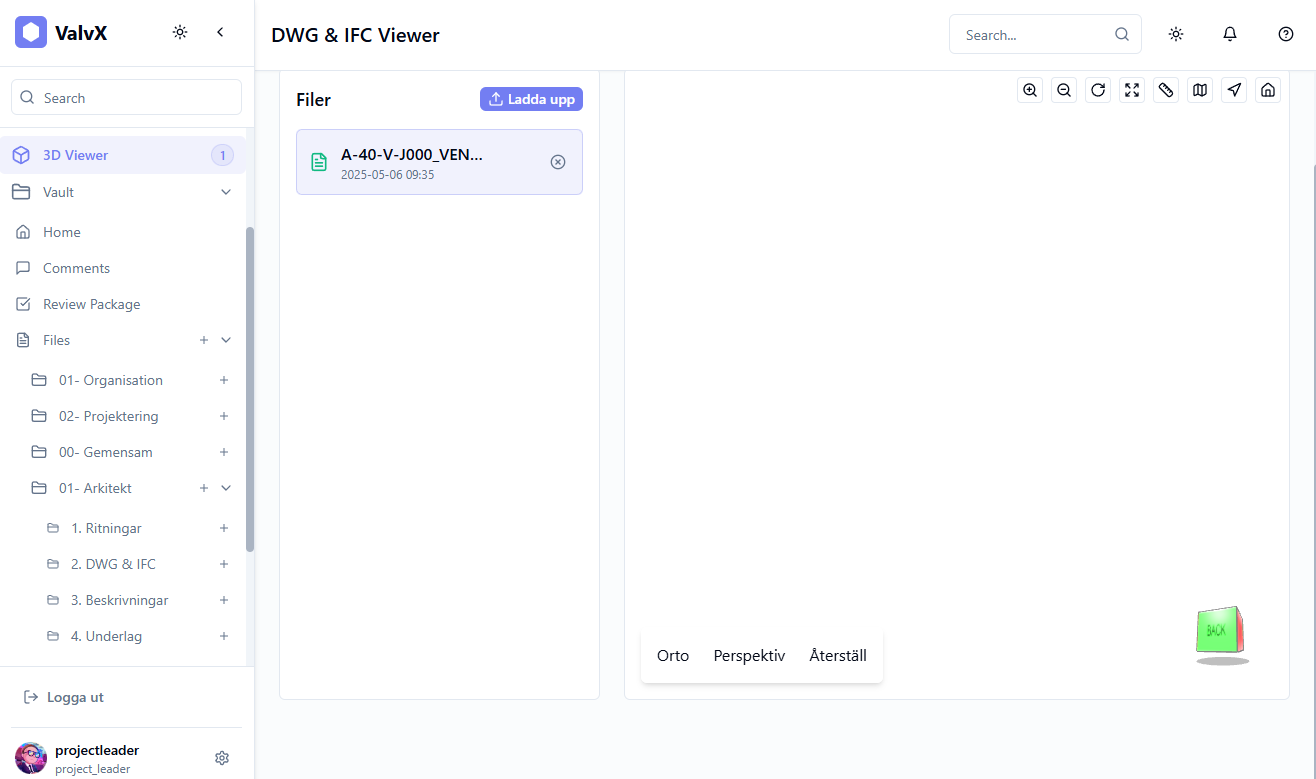 ValvX
DWG & IFC Viewer
Search...
Search
3D Viewer
1
Vault
Home
Comments
Review Package
Files
01- Organisation
02- Projektering
00- Gemensam
01- Arkitekt
1. Ritningar
2. DWG & IFC
3. Beskrivningar
4. Underlag
Logga ut
projectleader
project_leader
Filer
Ladda upp
A-40-V-J000_VEN...
2025-05-06 09:35
Orto
Perspektiv
Återställ
BACK